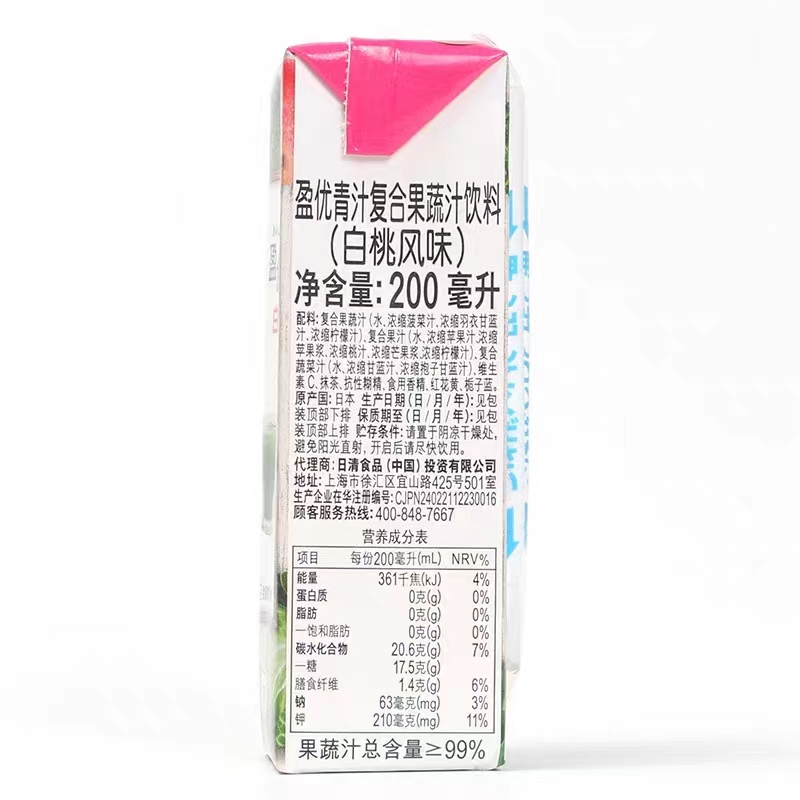 盈优青汁复合果蔬汁饮料
（白桃风味）
净含量：200 毫升
配料：复合果蔬汁（水、浓缩菠菜汁、浓缩羽衣甘蓝
汁、浓缩柠檬汁）、复合果汁（水、浓缩苹果汁、浓缩
苹果浆、浓缩桃汁、浓缩芒果浆、浓缩柠檬汁）、复合
蔬菜汁（水、浓缩甘蓝汁、浓缩抱子甘蓝汁）、维生
素 C、抹茶、抗性糊精、食用香精、红花黄、栀子蓝。
原产国：日本 生产日期（日/月/年）：见包
装顶部下排 保质期至（日/月/年）：见包
装顶部上排 贮存条件：请置于阴凉干燥处，
避免阳光直射，开启后请尽快饮用。
代理商：日清食品（中国）投资有限公司
地址：上海市徐汇区宜山路425号501室
生产企业在华注册编号：CJPN24022112230016
顾客服务热线：400-848-7667
营养成分表
项目 每份200毫升(mL) NRV%
能量 361千焦(kJ) 4%
蛋白质 0克(g) 0%
脂肪 0克(g) 0%
—饱和脂肪 0克(g) 0%
碳水化合物 20.6克(g) 7%
—糖 17.5克(g)
膳食纤维 1.4克(g) 6%
钠 63毫克(mg) 3%
钾 210毫克(mg) 11%
果蔬汁总含量≥99%